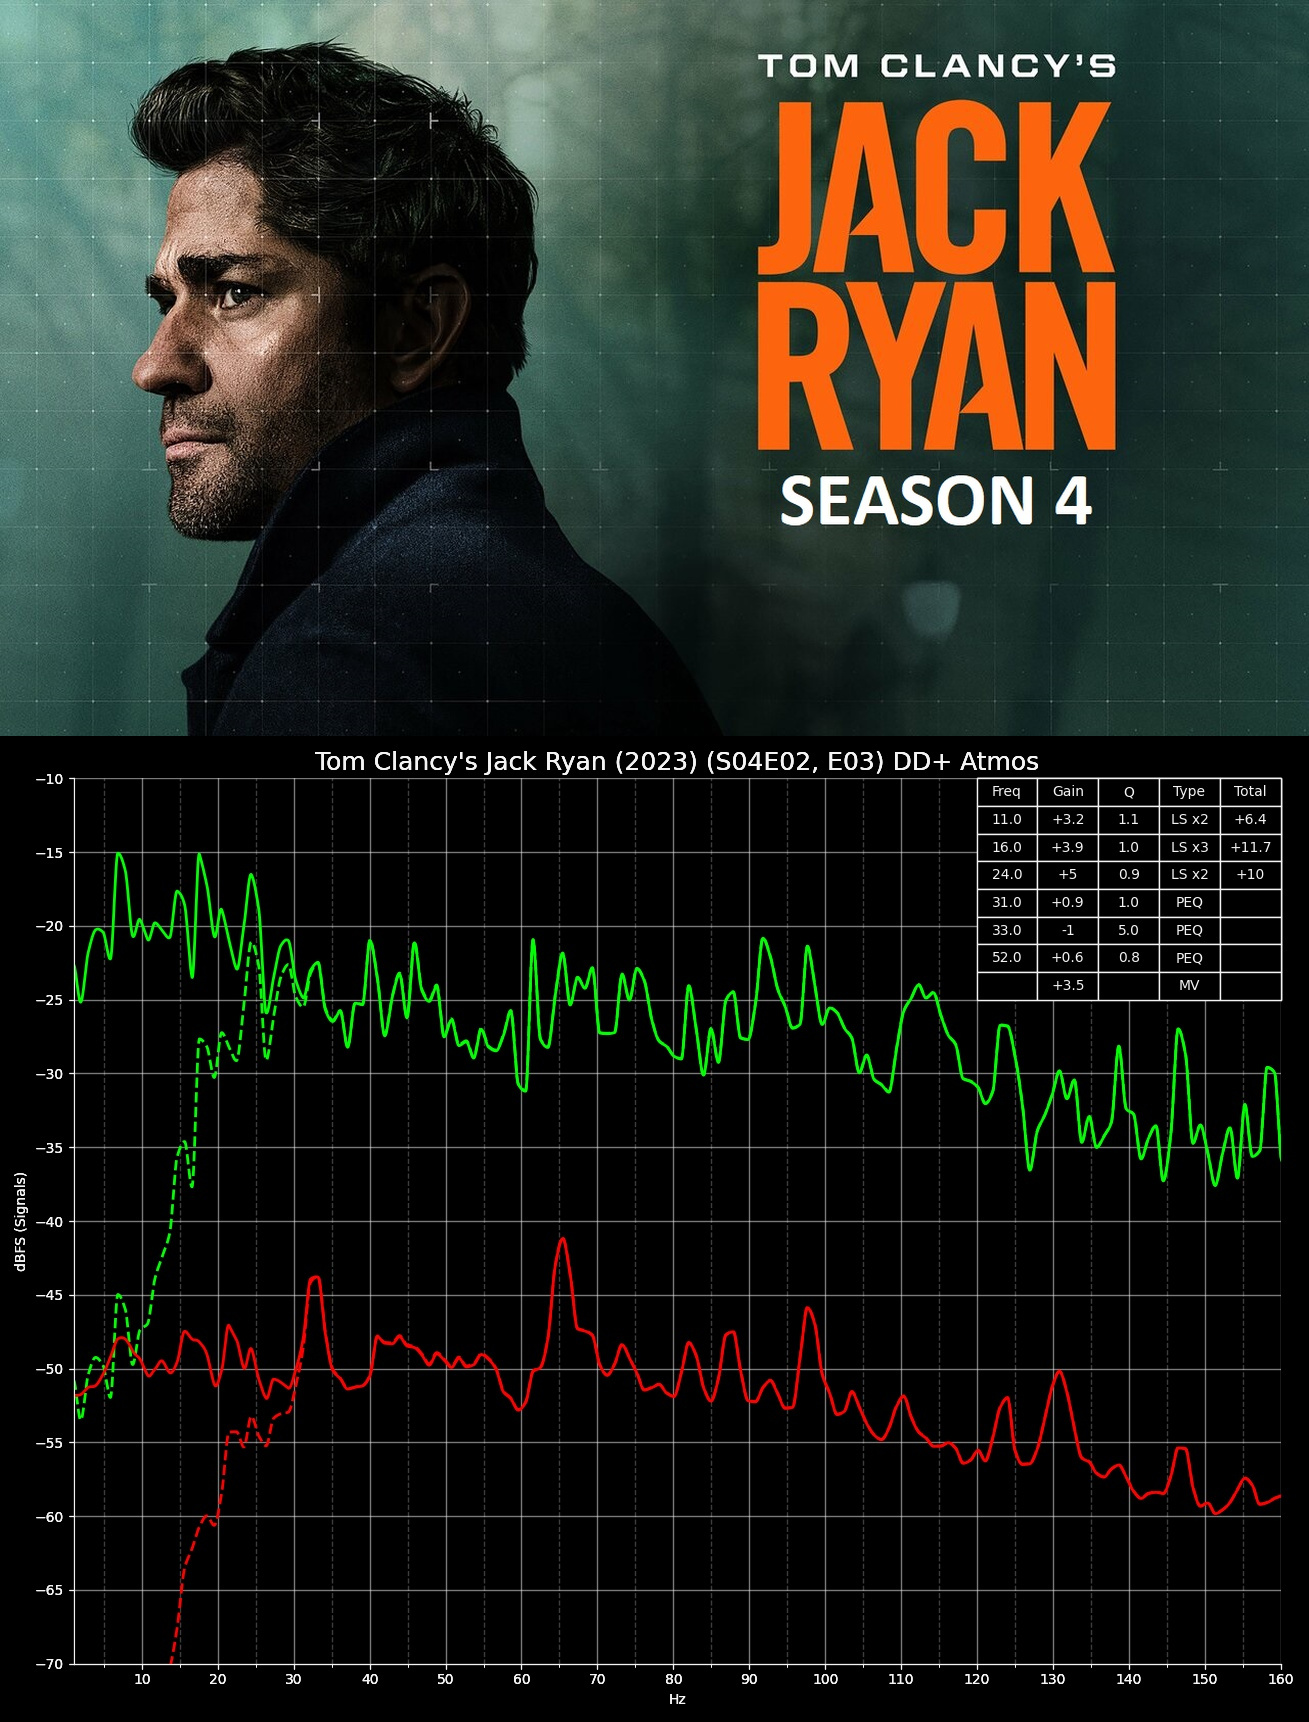 TOM CLANCY'S
JACK
RYAN
SEASON 4
Tom Clancy's Jack Ryan (2023) (S04E02, E03) DD+ Atmos
Freq Gain Q Type Total
11.0 +3.2 1.1 LS x2 +6.4
16.0 +3.9 1.0 LS x3 +11.7
24.0 +5 0.9 LS x2 +10
31.0 +0.9 1.0 PEQ
33.0 -1 5.0 PEQ
52.0 +0.6 0.8 PEQ
+3.5 MV
−10
−15
−20
−25
−30
−35
−40
−45
−50
−55
−60
−65
−70
dBFS (Signals)
10 20 30 40 50 60 70 80 90 100 110 120 130 140 150 160
Hz